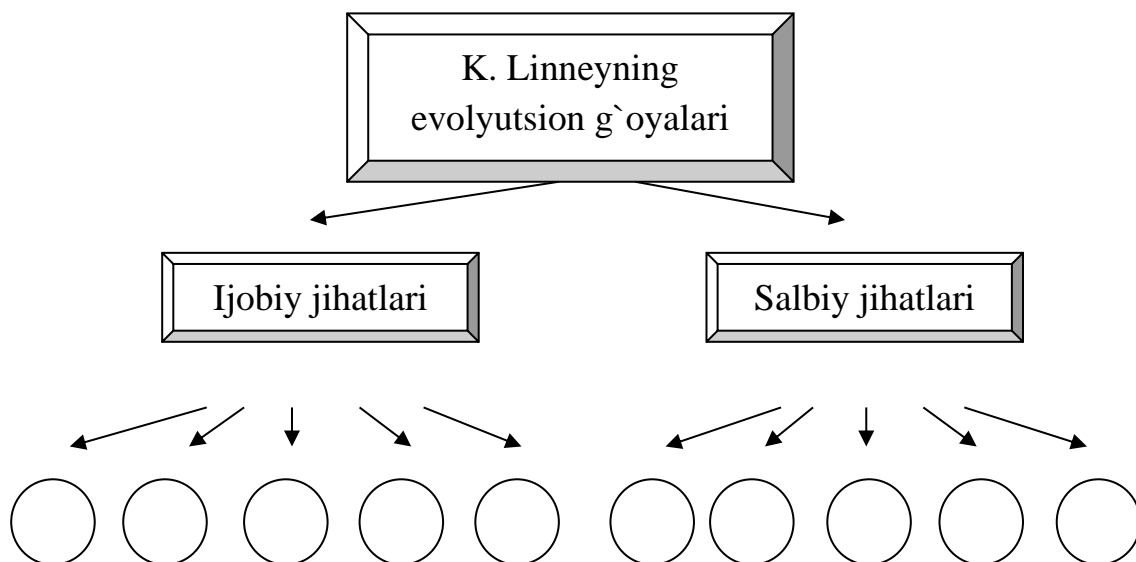 K. Linneyning
evolyutsion g`oyalari
Ijobiy jihatlari
Salbiy jihatlari